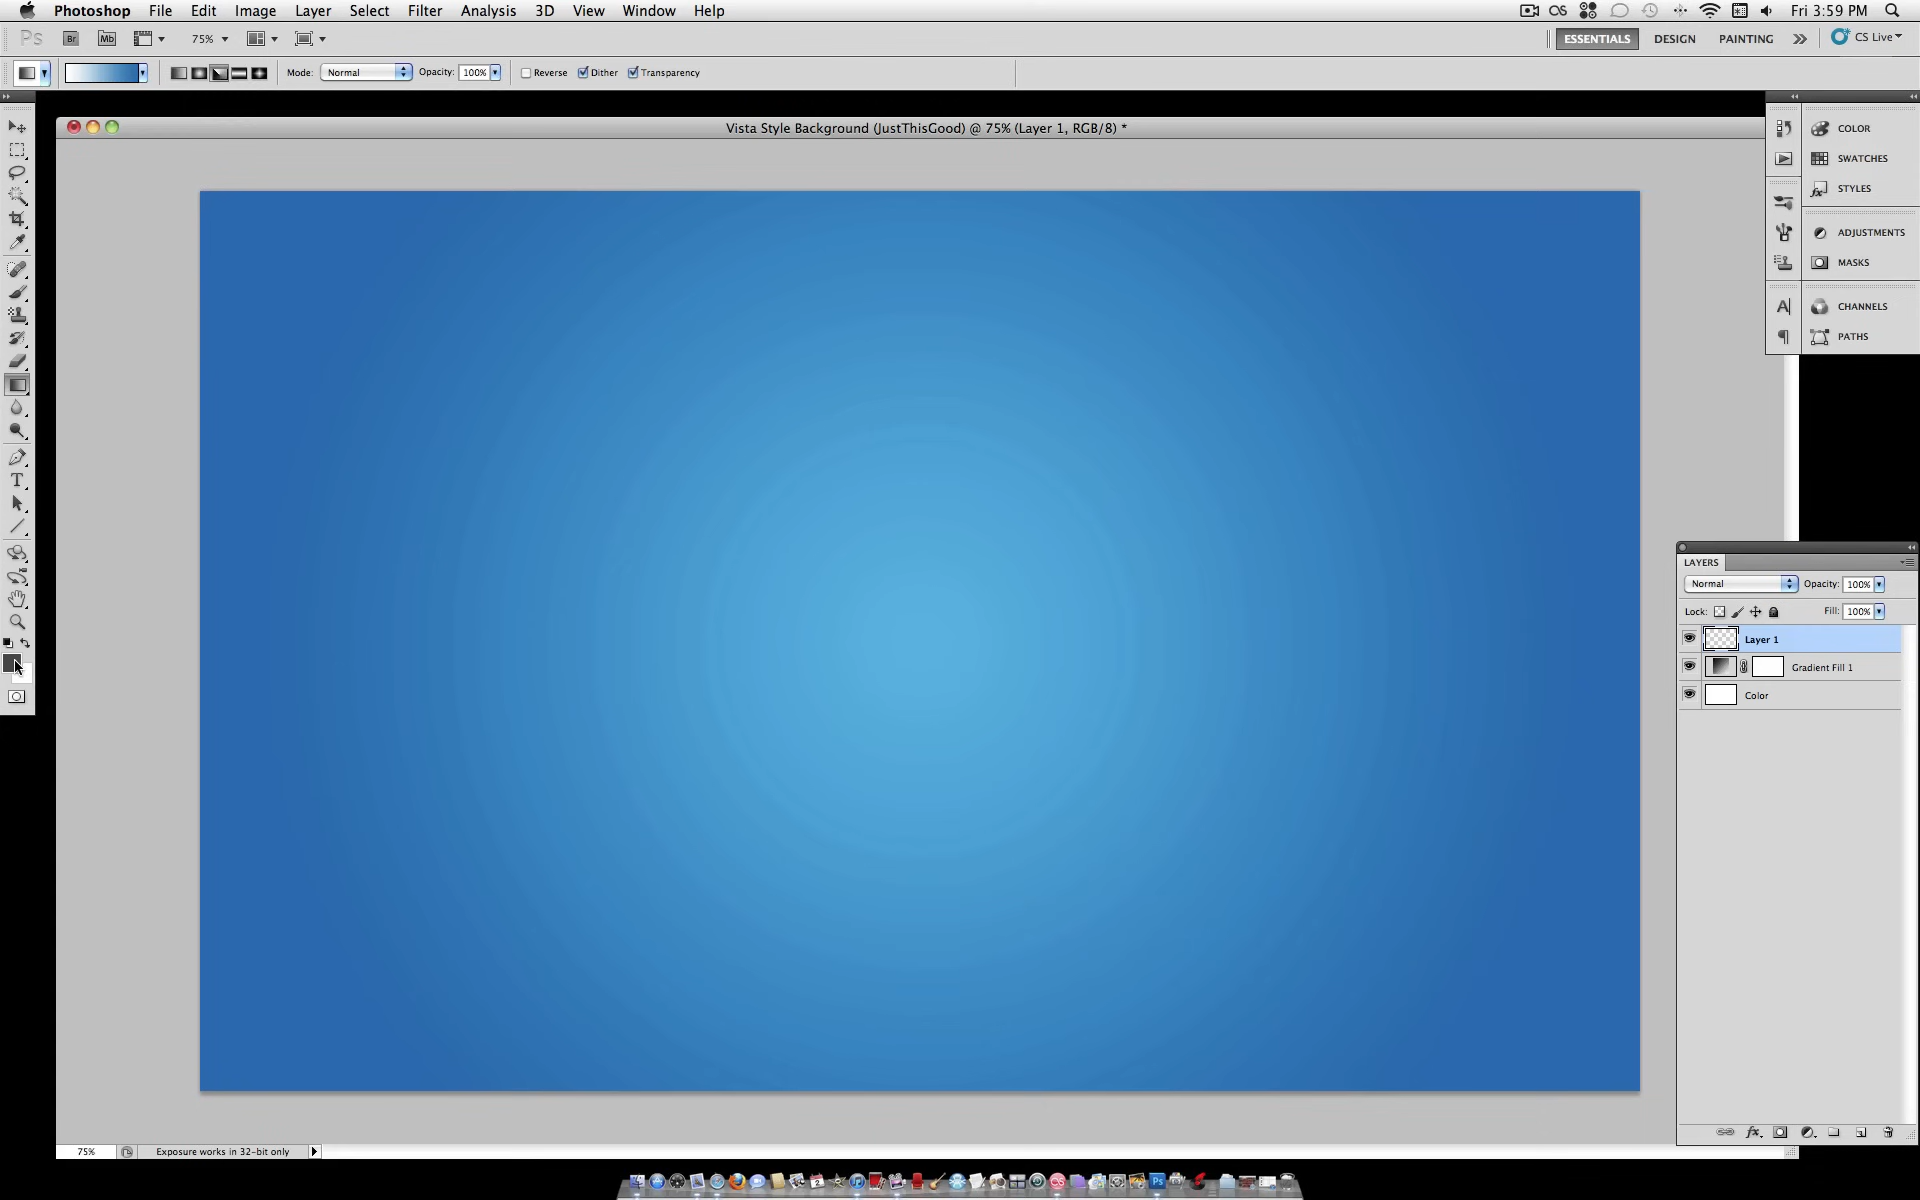 Photoshop File Edit Image Layer Select Filter Analysis 3D View Window Help Fri 3:59 PM
Ps Br Mb 75% ESSENTIALS DESIGN PAINTING CS Live
Mode: Normal Opacity: 100% Reverse Dither Transparency
Vista Style Background (JustThisGood) @ 75% (Layer 1, RGB/8) *
COLOR
SWATCHES
STYLES
ADJUSTMENTS
MASKS
CHANNELS
PATHS
LAYERS
Normal Opacity: 100%
Lock: Fill: 100%
Layer 1
Gradient Fill 1
Color
75% Exposure works in 32-bit only